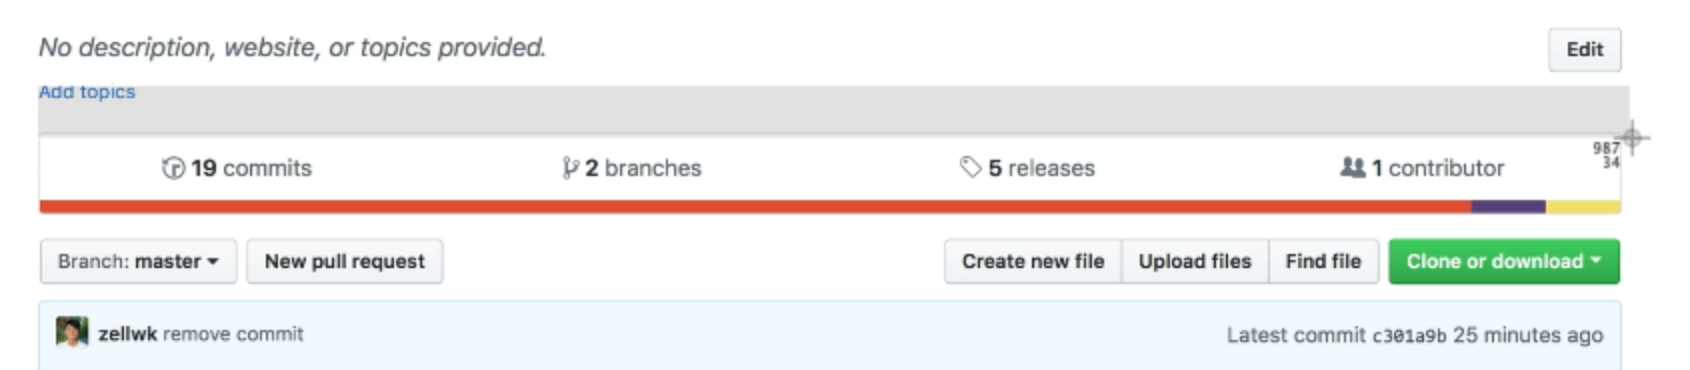 No description, website, or topics provided. Edit
Add topics
19 commits 2 branches 5 releases 1 contributor
987
34
Branch: master New pull request Create new file Upload files Find file Clone or download
zellwk remove commit Latest commit c301a9b 25 minutes ago